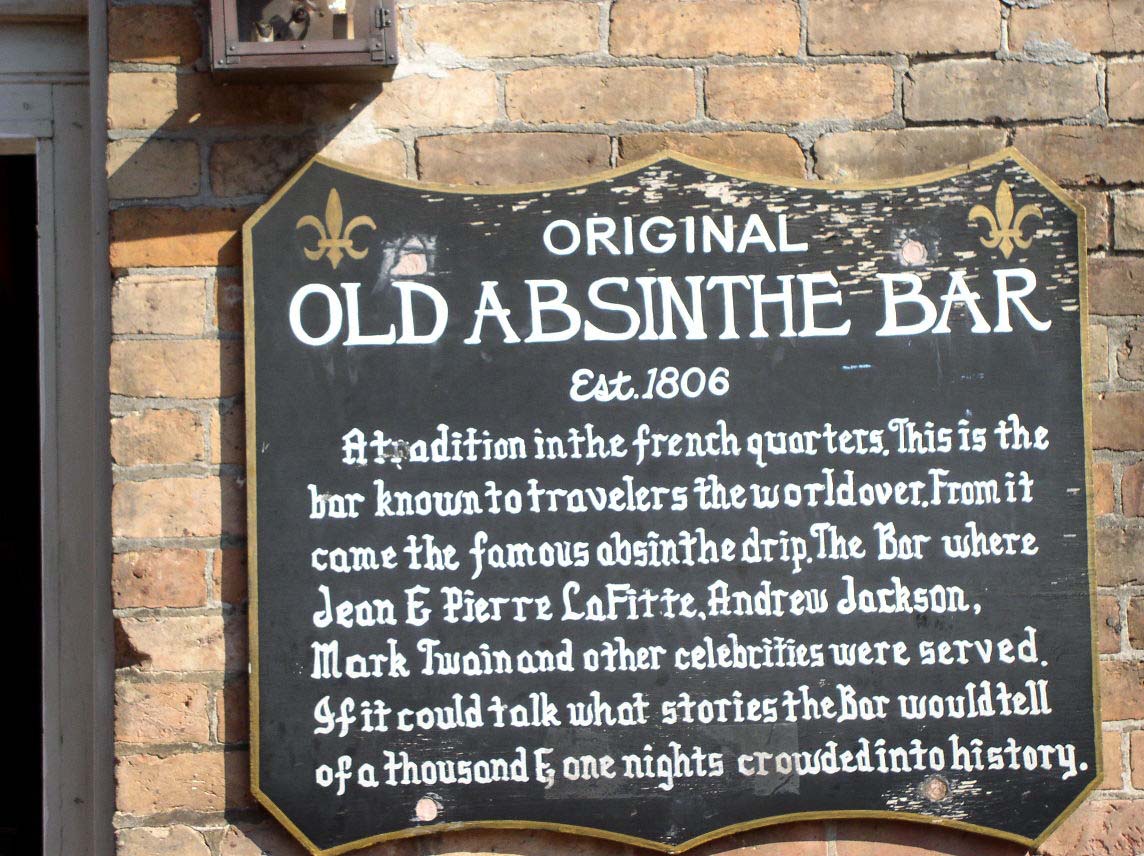 ORIGINAL
OLD ABSINTHE BAR
Est. 1806
A tradition in the french quarters. This is the
bar known to travelers the world over. From it
came the famous absinthe drip. The Bar where
Jean & Pierre LaFitte, Andrew Jackson,
Mark Twain and other celebrities were served.
If it could talk what stories the Bar would tell
of a thousand & one nights crowded into history.